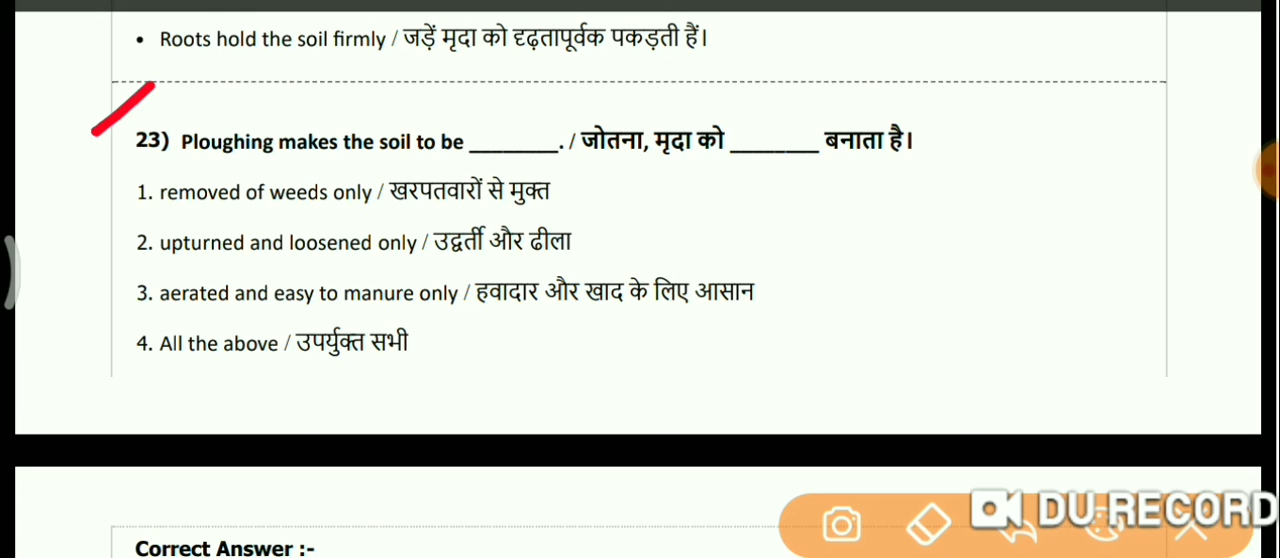 • Roots hold the soil firmly / जड़ें मृदा को दृढ़तापूर्वक पकड़ती हैं।
23) Ploughing makes the soil to be ________. / जोतना, मृदा को ________ बनाता है।
1. removed of weeds only / खरपतवारों से मुक्त
2. upturned and loosened only / उद्वर्ती और ढीला
3. aerated and easy to manure only / हवादार और खाद के लिए आसान
4. All the above / उपर्युक्त सभी
DU RECORD
Correct Answer :-